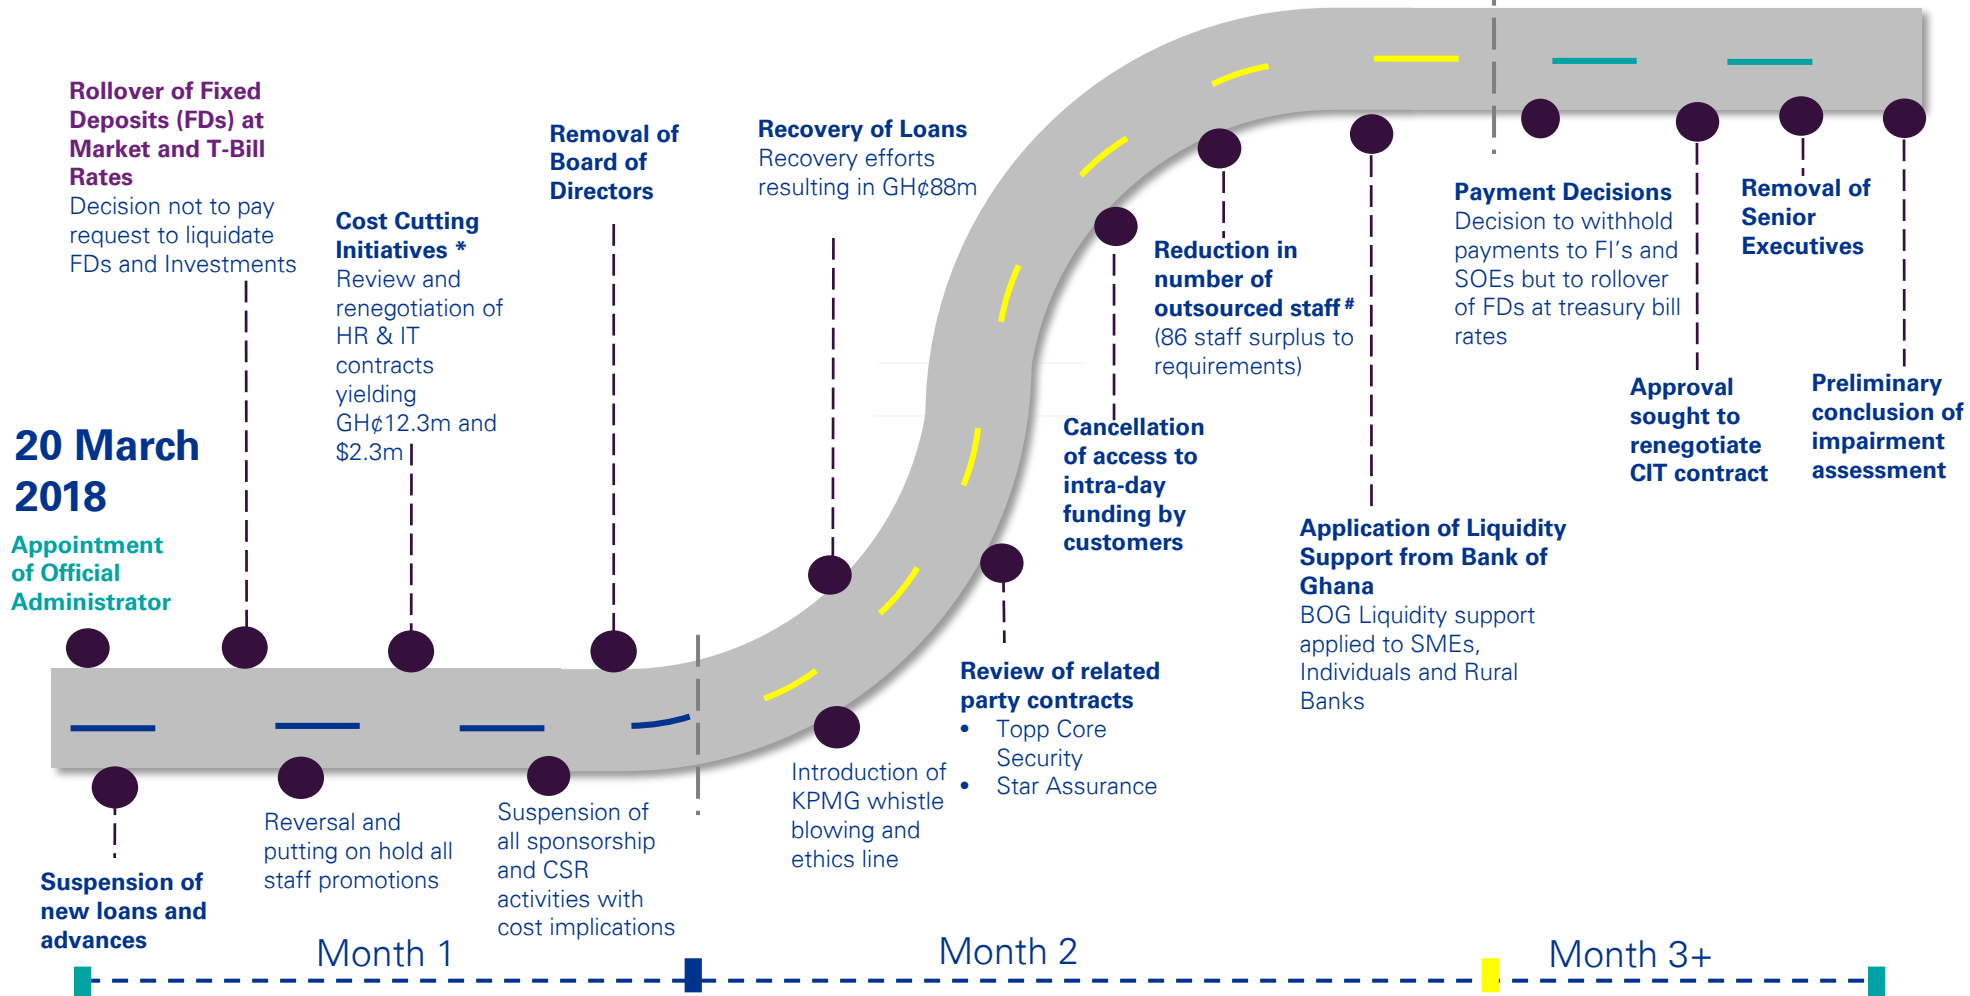 20 March
2018
Appointment
of Official
Administrator
Rollover of Fixed
Deposits (FDs) at
Market and T-Bill
Rates
Decision not to pay
request to liquidate
FDs and Investments
Cost Cutting
Initiatives *
Review and
renegotiation of
HR & IT
contracts
yielding
GH¢12.3m and
$2.3m
Removal of
Board of
Directors
Recovery of Loans
Recovery efforts
resulting in GH¢88m
Suspension of
new loans and
advances
Reversal and
putting on hold all
staff promotions
Suspension of
all sponsorship
and CSR
activities with
cost implications
Introduction of
KPMG whistle
blowing and
ethics line
Review of related
party contracts
• Topp Core
Security
• Star Assurance
Cancellation
of access to
intra-day
funding by
customers
Reduction in
number of
outsourced staff #
(86 staff surplus to
requirements)
Application of Liquidity
Support from Bank of
Ghana
BOG Liquidity support
applied to SMEs,
Individuals and Rural
Banks
Payment Decisions
Decision to withhold
payments to FI's and
SOEs but to rollover
of FDs at treasury bill
rates
Approval
sought to
renegotiate
CIT contract
Removal of
Senior
Executives
Preliminary
conclusion of
impairment
assessment
Month 1
Month 2
Month 3+